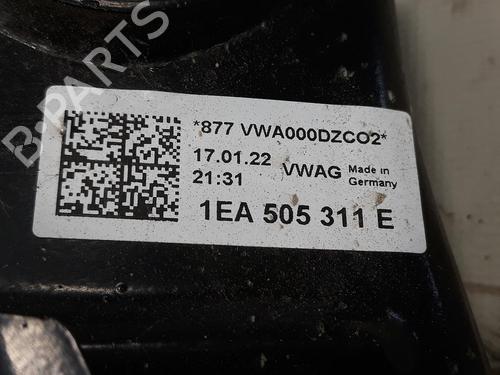 B-PARTS
*877 VWA000DZCO2*
17.01.22
21:31
VWAG
Made in
Germany
1EA 505 311 E